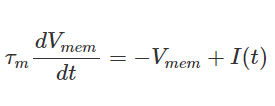 τ_m dV_mem/dt = −V_mem + I(t)